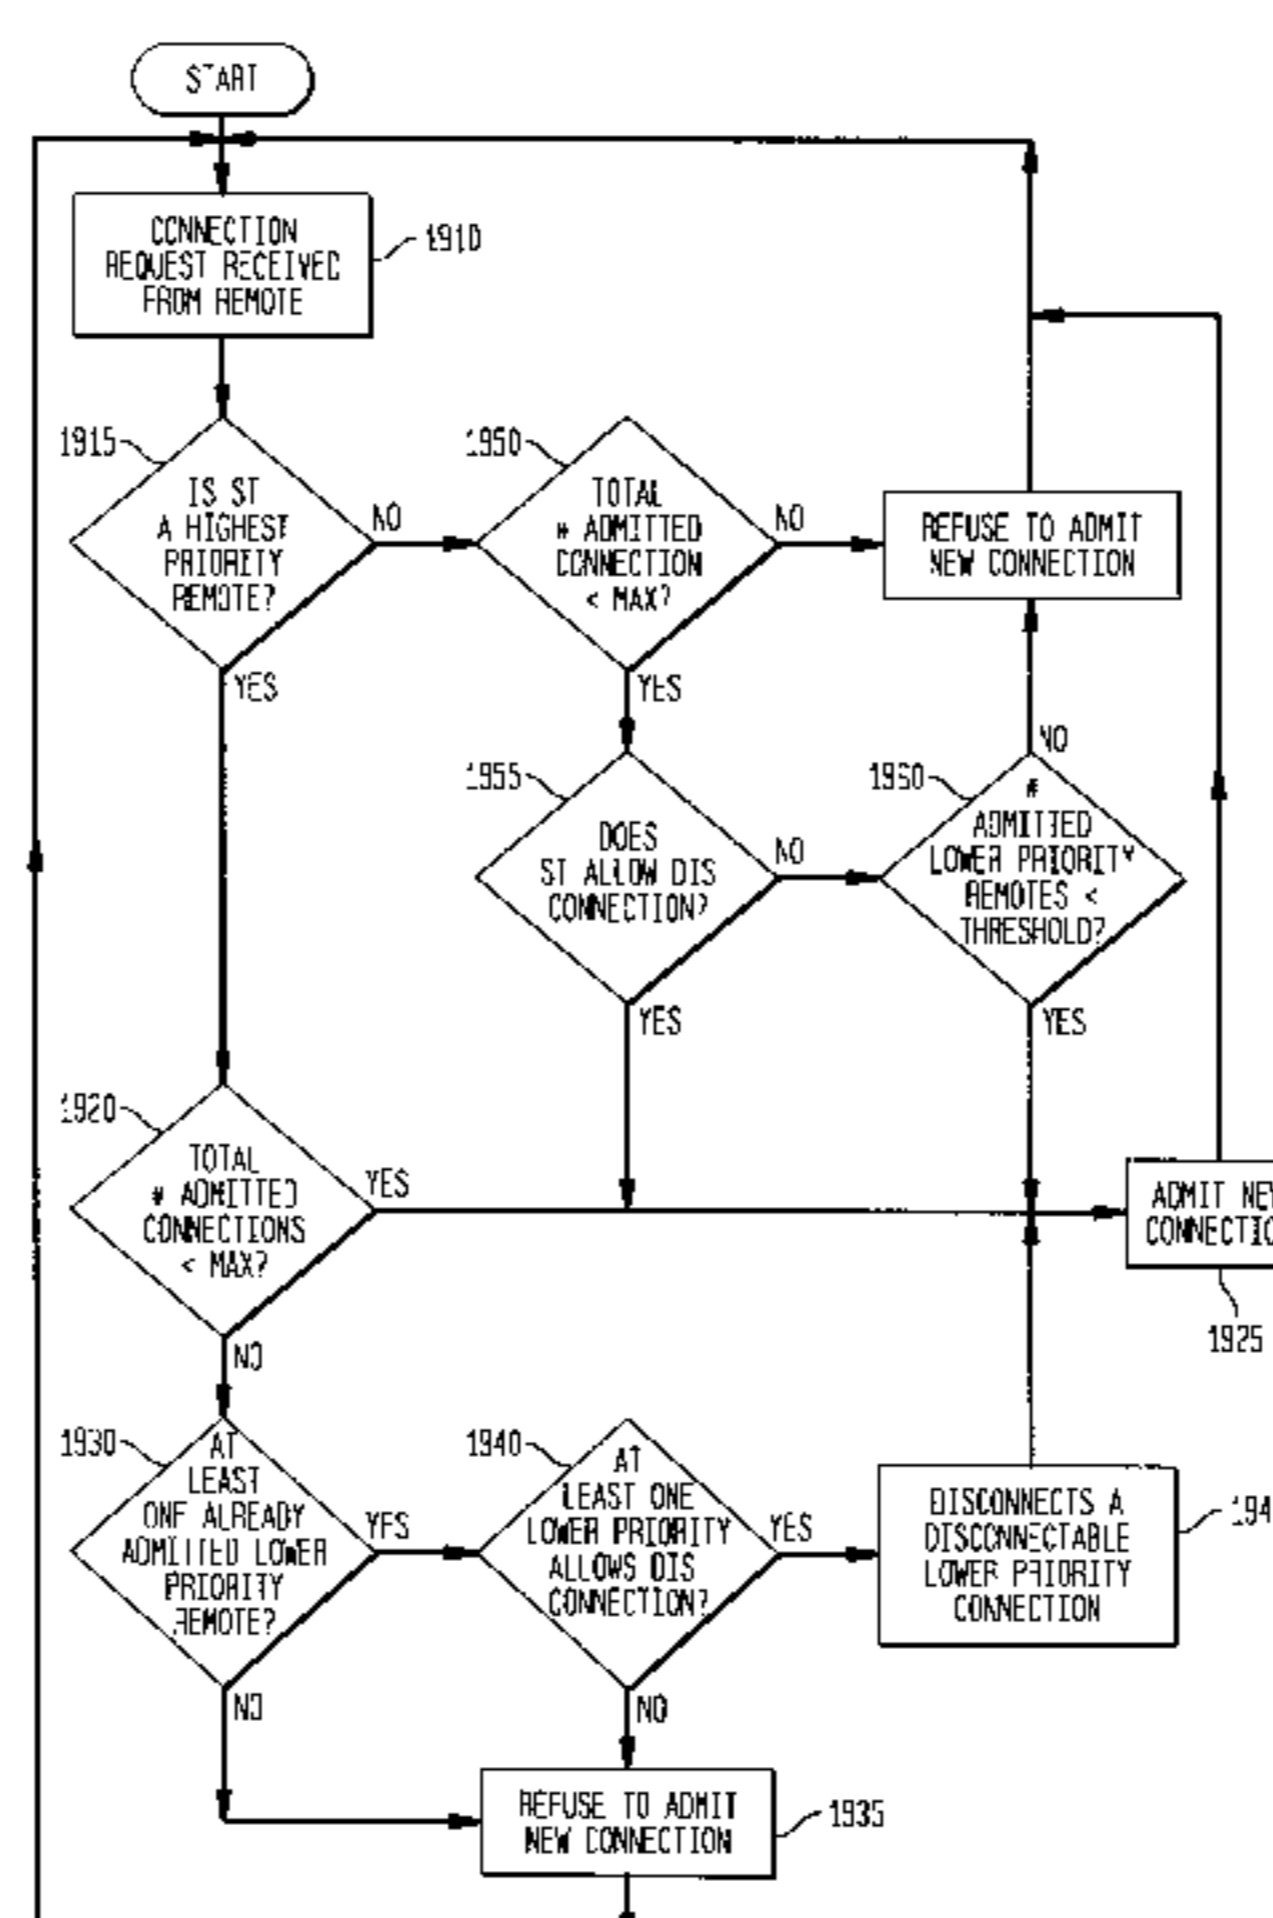 START
CONNECTION
REQUEST RECEIVED
FROM REMOTE
1910
1915
IS ST
A HIGHEST
PRIORITY
REMOTE?
NO
YES
1950
TOTAL
# ADMITTED
CONNECTION
< MAX?
NO
YES
REFUSE TO ADMIT
NEW CONNECTION
1955
DOES
ST ALLOW DIS
CONNECTION?
NO
YES
1960
NO
#
ADMITTED
LOWER PRIORITY
REMOTES <
THRESHOLD?
YES
1920
TOTAL
# ADMITTED
CONNECTIONS
< MAX?
YES
NO
ADMIT
1925
1930
AT
LEAST
ONE ALREADY
ADMITTED LOWER
PRIORITY
REMOTE?
YES
NO
1940
AT
LEAST ONE
LOWER PRIORITY
ALLOWS DIS
CONNECTION?
YES
NO
DISCONNECTS A
DISCONNECTABLE
LOWER PRIORITY
CONNECTION
REFUSE TO ADMIT
NEW CONNECTION
1935